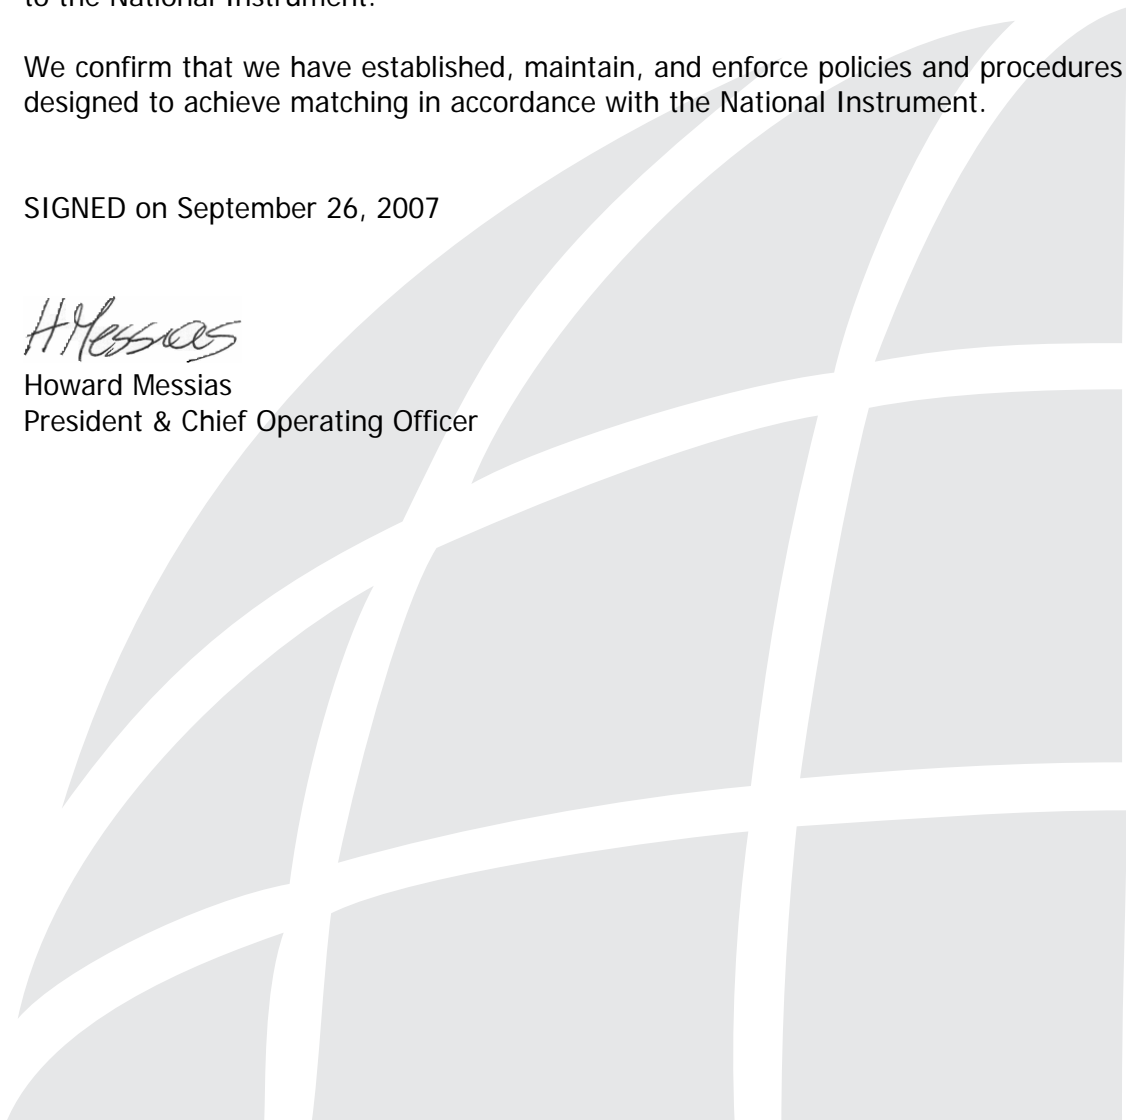 to the National Instrument.
We confirm that we have established, maintain, and enforce policies and procedures
designed to achieve matching in accordance with the National Instrument.
SIGNED on September 26, 2007
HMessias
Howard Messias
President & Chief Operating Officer